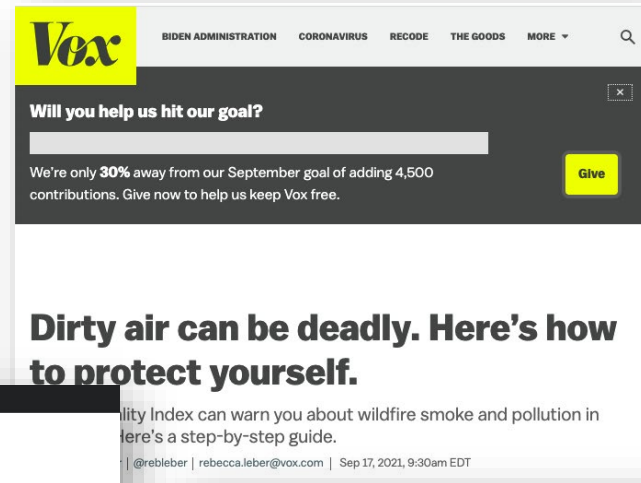 Vox
BIDEN ADMINISTRATION CORONAVIRUS RECODE THE GOODS MORE
Will you help us hit our goal?
×
We're only 30% away from our September goal of adding 4,500
contributions. Give now to help us keep Vox free.
Give
Dirty air can be deadly. Here's how
to protect yourself.
Index can warn you about wildfire smoke and pollution in
Here's a step-by-step guide.
| @rebleber | rebecca.leber@vox.com | Sep 17, 2021, 9:30am EDT